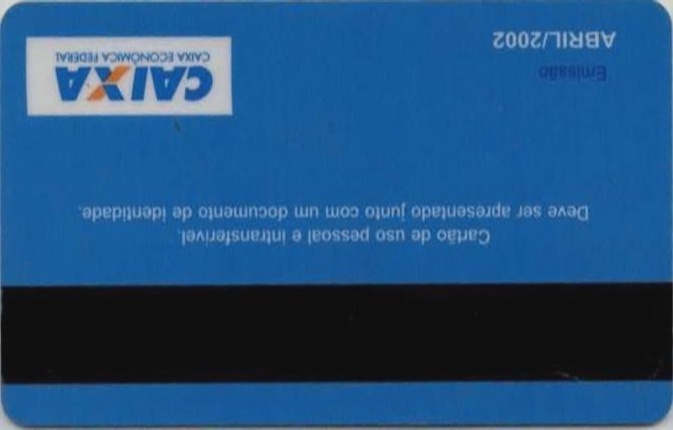 Cartão de uso pessoal e intransferível.
Deve ser apresentado junto com um documento de identidade.
Emissão
ABRIL/2002
CAIXA
CAIXA ECONÔMICA FEDERAL